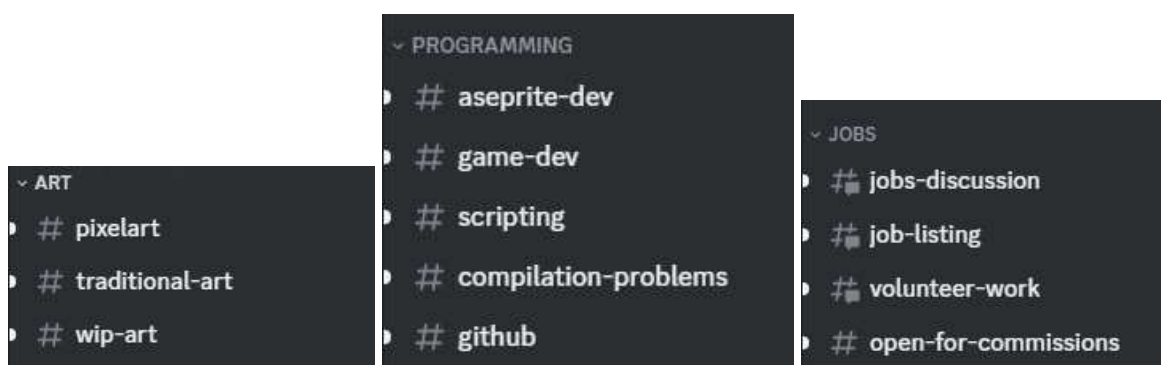 ART
pixelart
traditional-art
wip-art
PROGRAMMING
aseprite-dev
game-dev
scripting
compilation-problems
github
JOBS
jobs-discussion
job-listing
volunteer-work
open-for-commissions